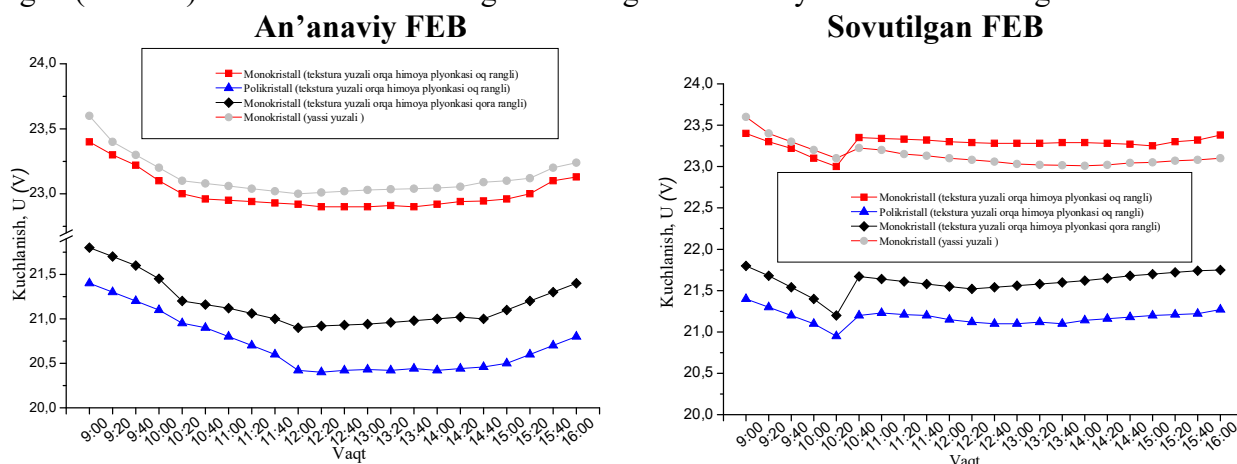 An’anaviy FEB
Sovutilgan FEB
24,0
23,5
23,0
21,5
21,0
20,5
20,0
Kuchlanish, U (V)
Monokristall (tekstura yuzali orqa himoya plyonkasi oq rangli)
Polikristall (tekstura yuzali orqa himoya plyonkasi oq rangli)
Monokristall (tekstura yuzali orqa himoya plyonkasi qora rangli)
Monokristall (yassi yuzali )
9:00 9:20 9:40 10:00 10:20 10:40 11:00 11:20 11:40 12:00 12:20 12:40 13:00 13:20 13:40 14:00 14:20 14:40 15:00 15:20 15:40 16:00
Vaqt
24,0
23,5
23,0
22,5
22,0
21,5
21,0
20,5
20,0
Kuchlanish, U (V)
Monokristall (tekstura yuzali orqa himoya plyonkasi oq rangli)
Polikristall (tekstura yuzali orqa himoya plyonkasi oq rangli)
Monokristall (tekstura yuzali orqa himoya plyonkasi qora rangli)
Monokristall (yassi yuzali )
9:00 9:20 9:40 10:00 10:20 10:40 11:00 11:20 11:40 12:00 12:20 12:40 13:00 13:20 13:40 14:00 14:20 14:40 15:00 15:20 15:40 16:00
Vaqt